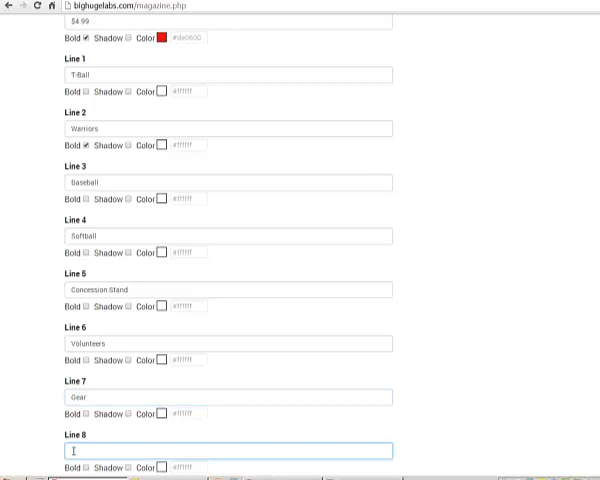 bighugelabs.com/magazine.php
$4.99
Bold Shadow Color #de0600
Line 1
T-Ball
Bold Shadow Color #ffffff
Line 2
Warriors
Bold Shadow Color #ffffff
Line 3
Baseball
Bold Shadow Color #ffffff
Line 4
Softball
Bold Shadow Color #ffffff
Line 5
Concession Stand
Bold Shadow Color #ffffff
Line 6
Volunteers
Bold Shadow Color #ffffff
Line 7
Gear
Bold Shadow Color #ffffff
Line 8
Bold Shadow Color #ffffff